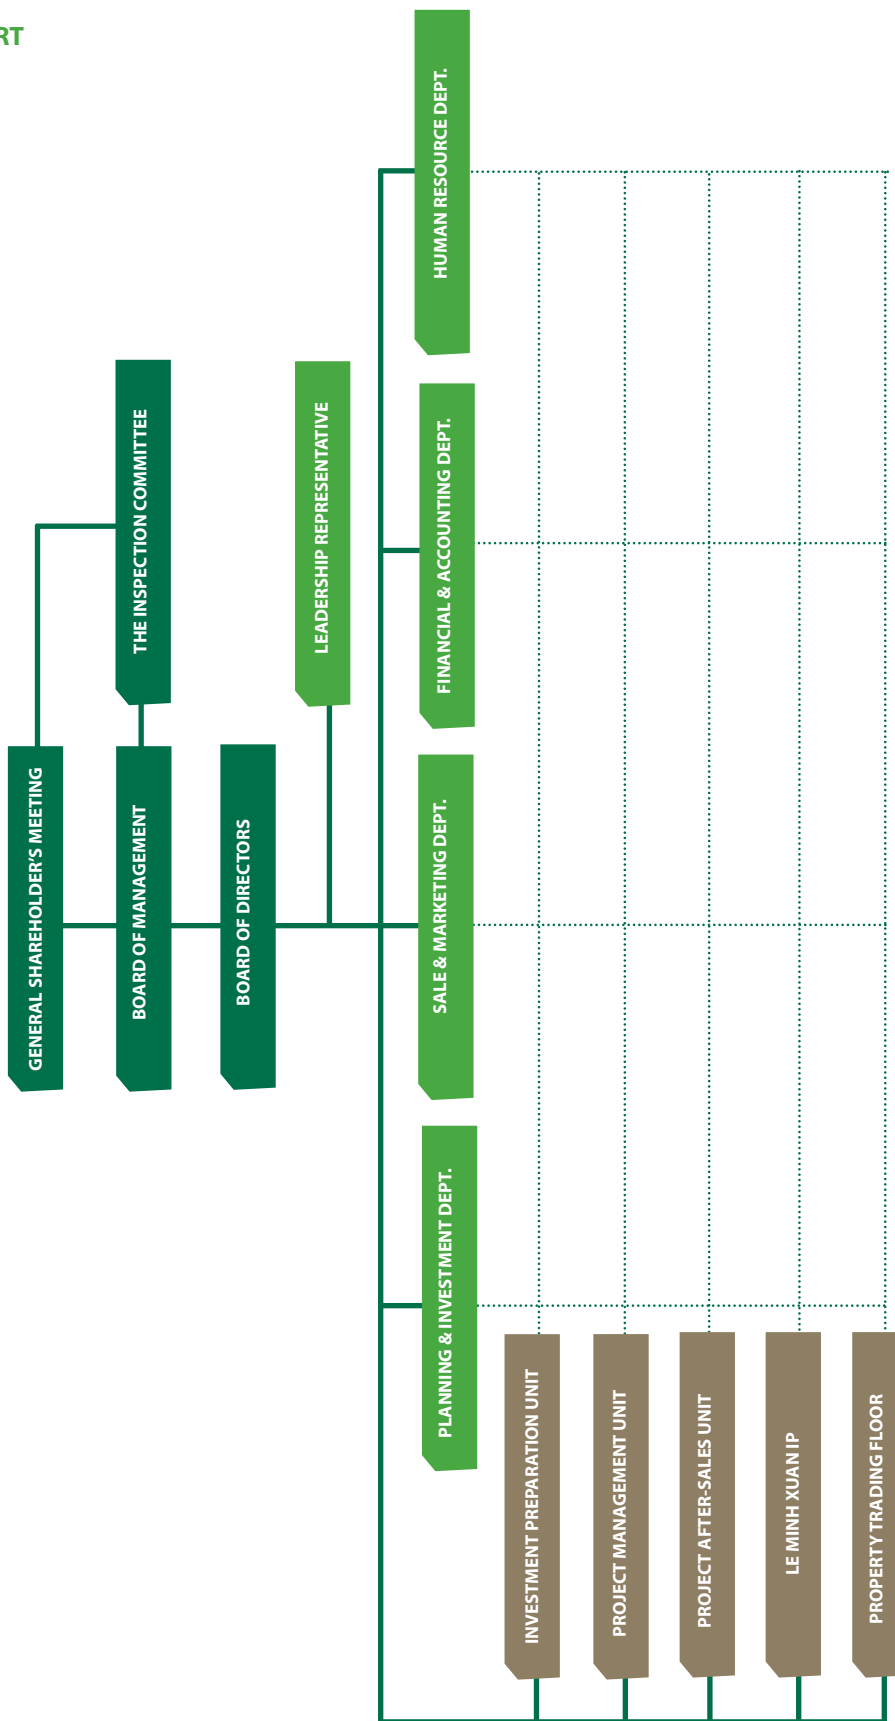 RT
GENERAL SHAREHOLDER'S MEETING
THE INSPECTION COMMITTEE
BOARD OF MANAGEMENT
BOARD OF DIRECTORS
LEADERSHIP REPRESENTATIVE
PLANNING & INVESTMENT DEPT.
SALE & MARKETING DEPT.
FINANCIAL & ACCOUNTING DEPT.
HUMAN RESOURCE DEPT.
INVESTMENT PREPARATION UNIT
PROJECT MANAGEMENT UNIT
PROJECT AFTER-SALES UNIT
LE MINH XUAN IP
PROPERTY TRADING FLOOR